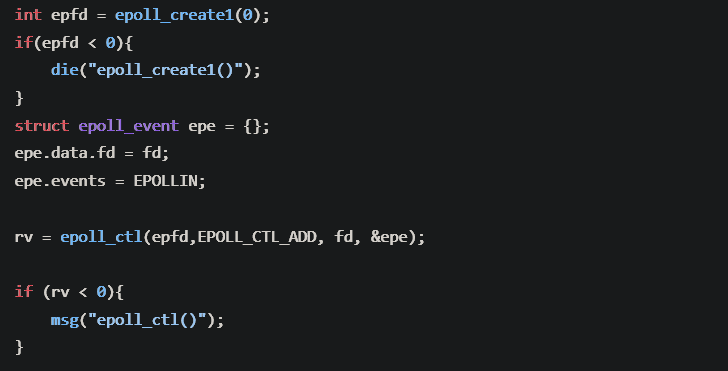 int epfd = epoll_create1(0);
if(epfd < 0){
    die("epoll_create1()");
}
struct epoll_event epe = {};
epe.data.fd = fd;
epe.events = EPOLLIN;

rv = epoll_ctl(epfd,EPOLL_CTL_ADD, fd, &epe);

if (rv < 0){
    msg("epoll_ctl()");
}